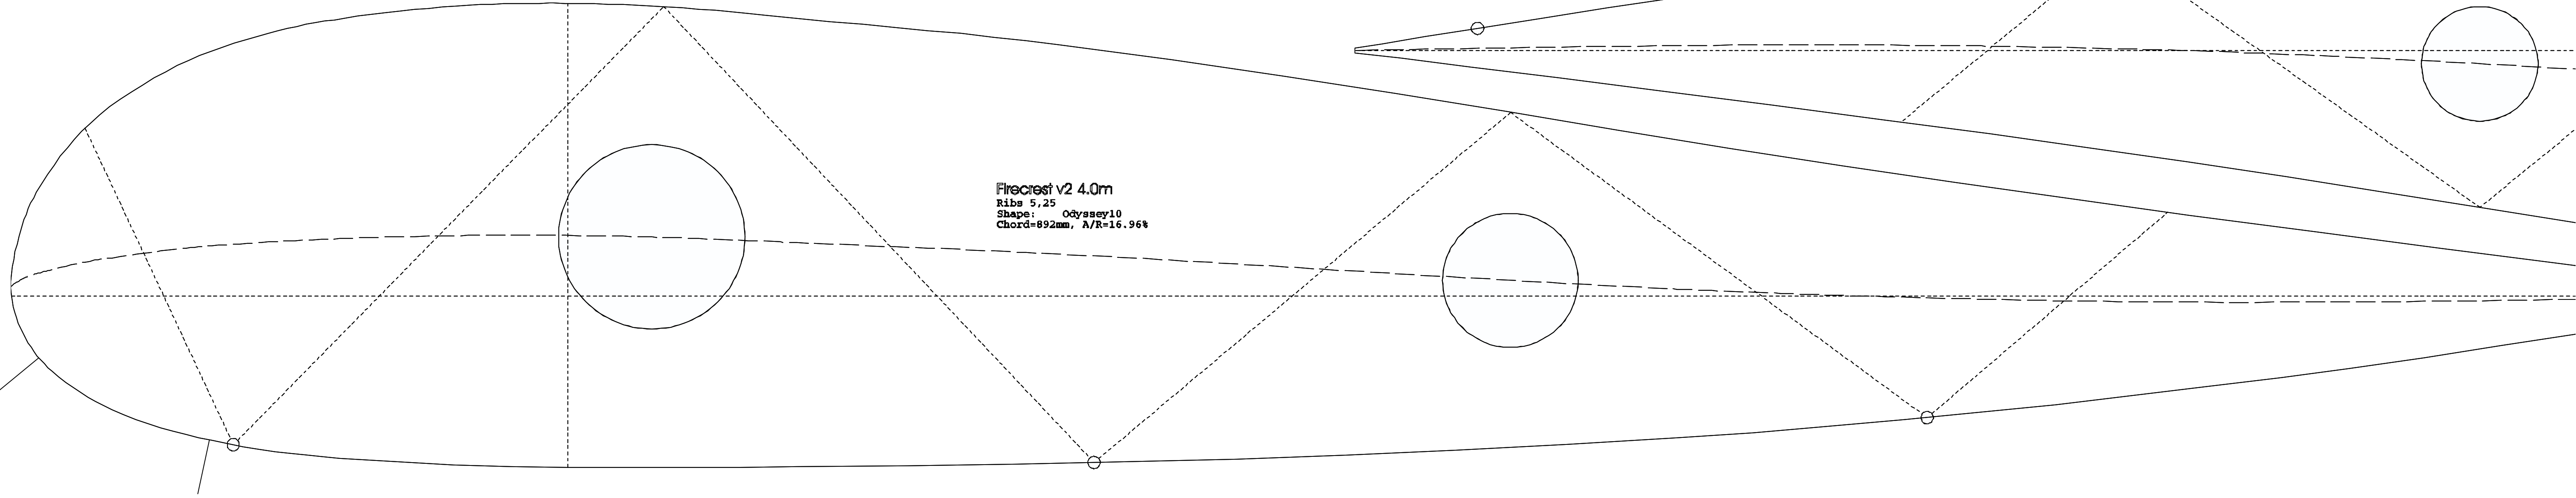 Firecrest v2 4.0m
Ribs 5,25
Shape: Odyssey10
Chord=892mm, A/R=16.96%